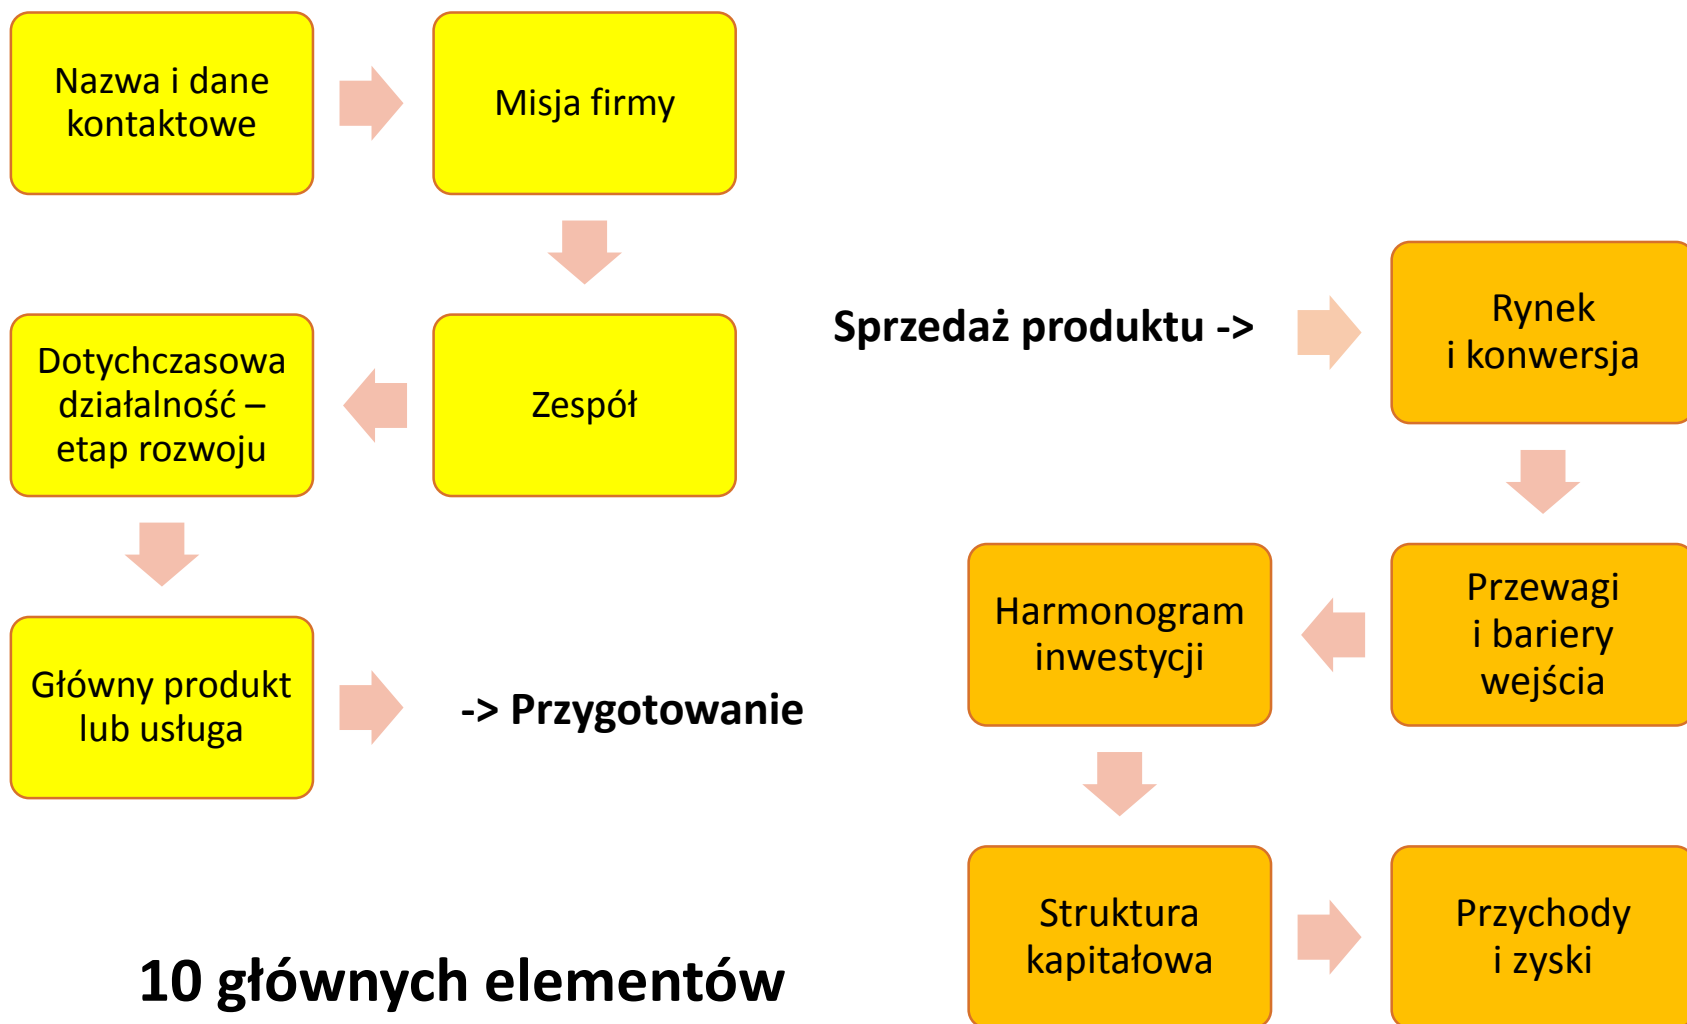 Nazwa i dane
kontaktowe
Misja firmy
Zespół
Dotychczasowa
działalność –
etap rozwoju
Główny produkt
lub usługa
-> Przygotowanie
Sprzedaż produktu ->
Rynek
i konwersja
Przewagi
i bariery
wejścia
Harmonogram
inwestycji
Struktura
kapitałowa
Przychody
i zyski
10 głównych elementów